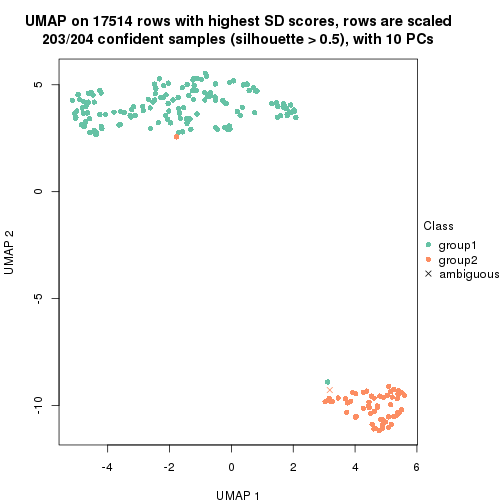 UMAP on 17514 rows with highest SD scores, rows are scaled
203/204 confident samples (silhouette > 0.5), with 10 PCs
5
0
-5
-10
UMAP 2
-4
-2
0
2
4
6
UMAP 1
Class
group1
group2
ambiguous